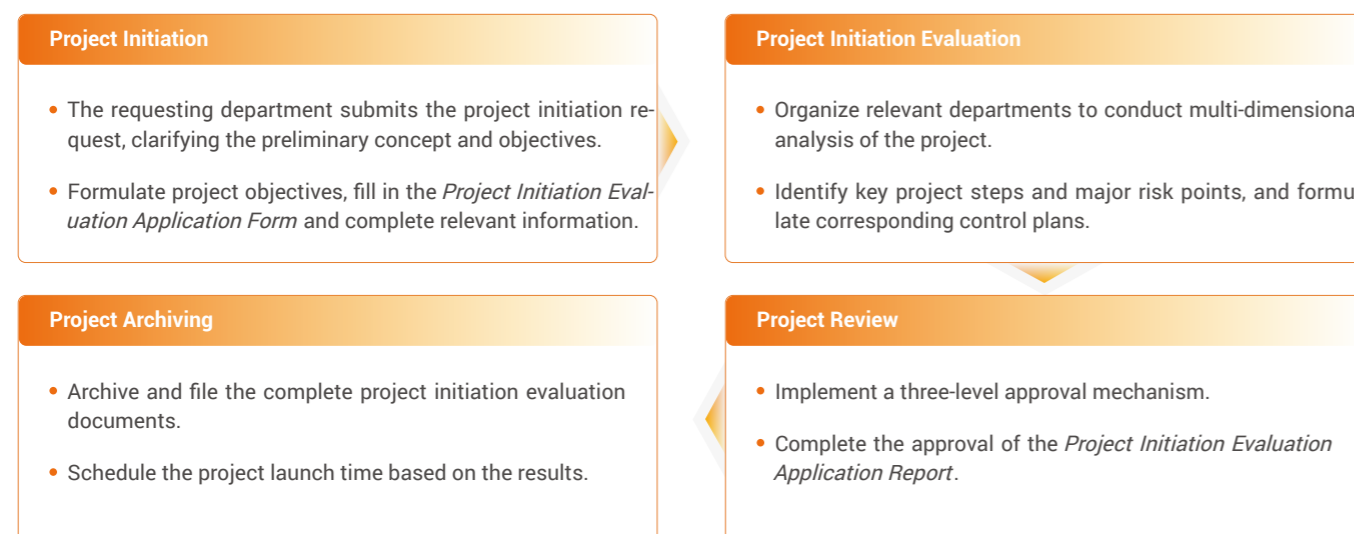 Project Initiation
• The requesting department submits the project initiation re-
quest, clarifying the preliminary concept and objectives.
• Formulate project objectives, fill in the Project Initiation Eval-
uation Application Form and complete relevant information.
Project Initiation Evaluation
• Organize relevant departments to conduct multi-dimensiona
analysis of the project.
• Identify key project steps and major risk points, and formu
late corresponding control plans.
Project Review
• Implement a three-level approval mechanism.
• Complete the approval of the Project Initiation Evaluation
Application Report.
Project Archiving
• Archive and file the complete project initiation evaluation
documents.
• Schedule the project launch time based on the results.